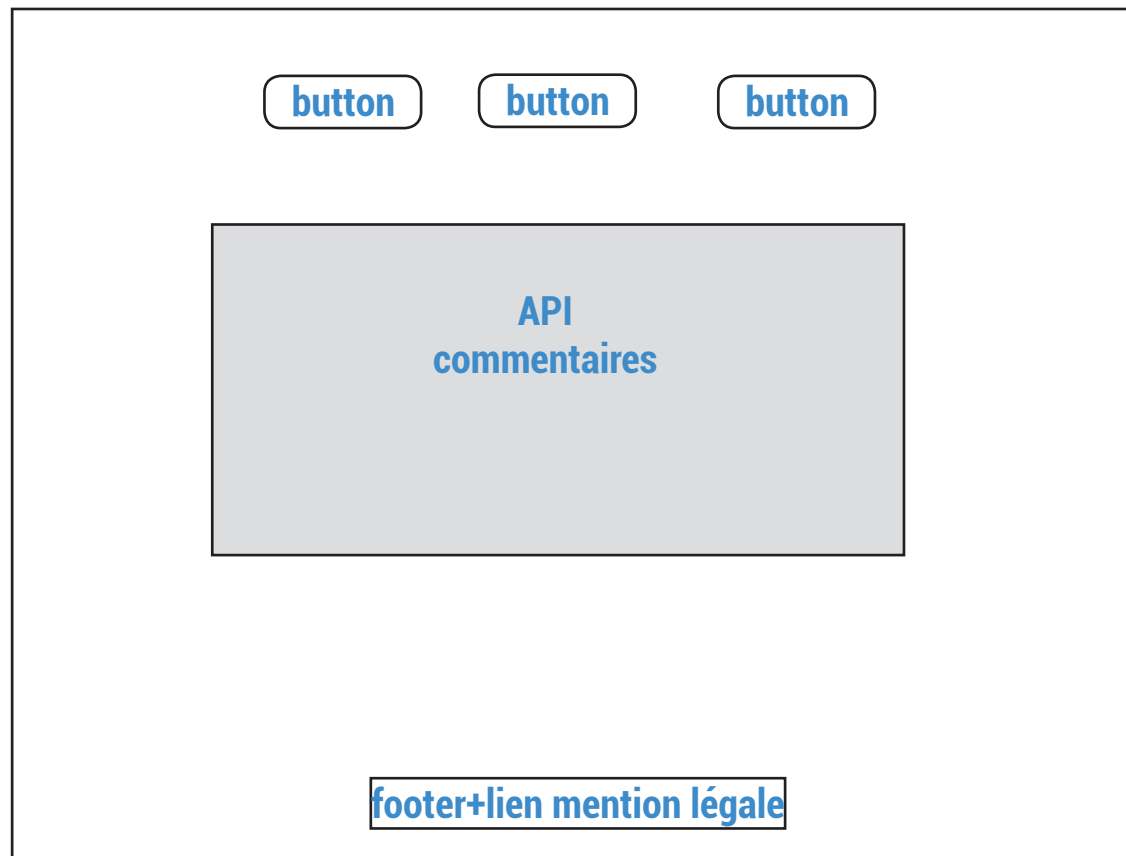 button
button
button
API
commentaires
footer+lien mention légale